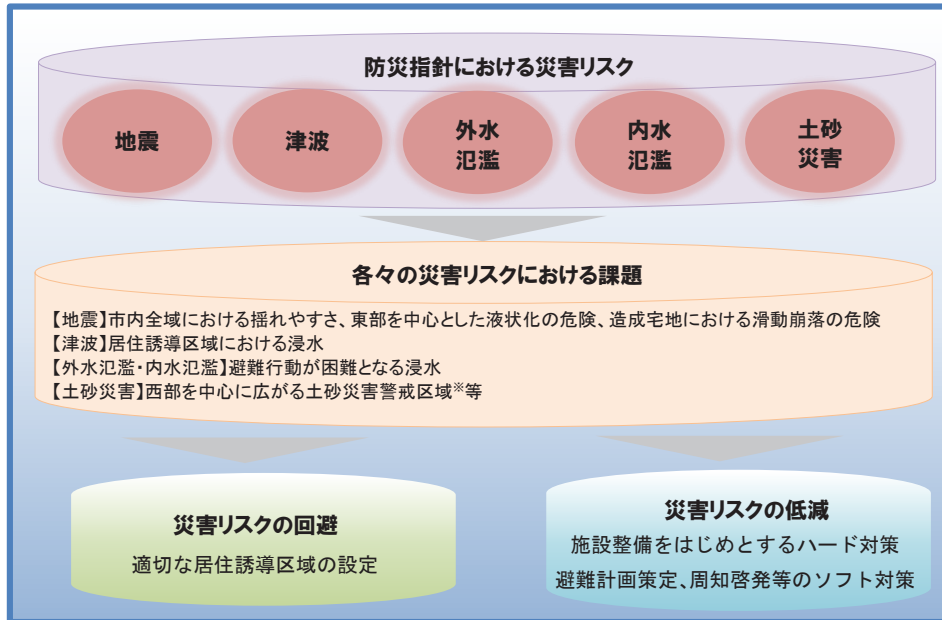 防災指針における災害リスク
地震
津波
外水
氾濫
内水
氾濫
土砂
災害
各々の災害リスクにおける課題
【地震】市内全域における揺れやすさ、東部を中心とした液状化の危険、造成宅地における滑動崩落の危険
【津波】居住誘導区域における浸水
【外水氾濫・内水氾濫】避難行動が困難となる浸水
【土砂災害】西部を中心に広がる土砂災害警戒区域※等
災害リスクの回避
適切な居住誘導区域の設定
災害リスクの低減
施設整備をはじめとするハード対策
避難計画策定、周知啓発等のソフト対策